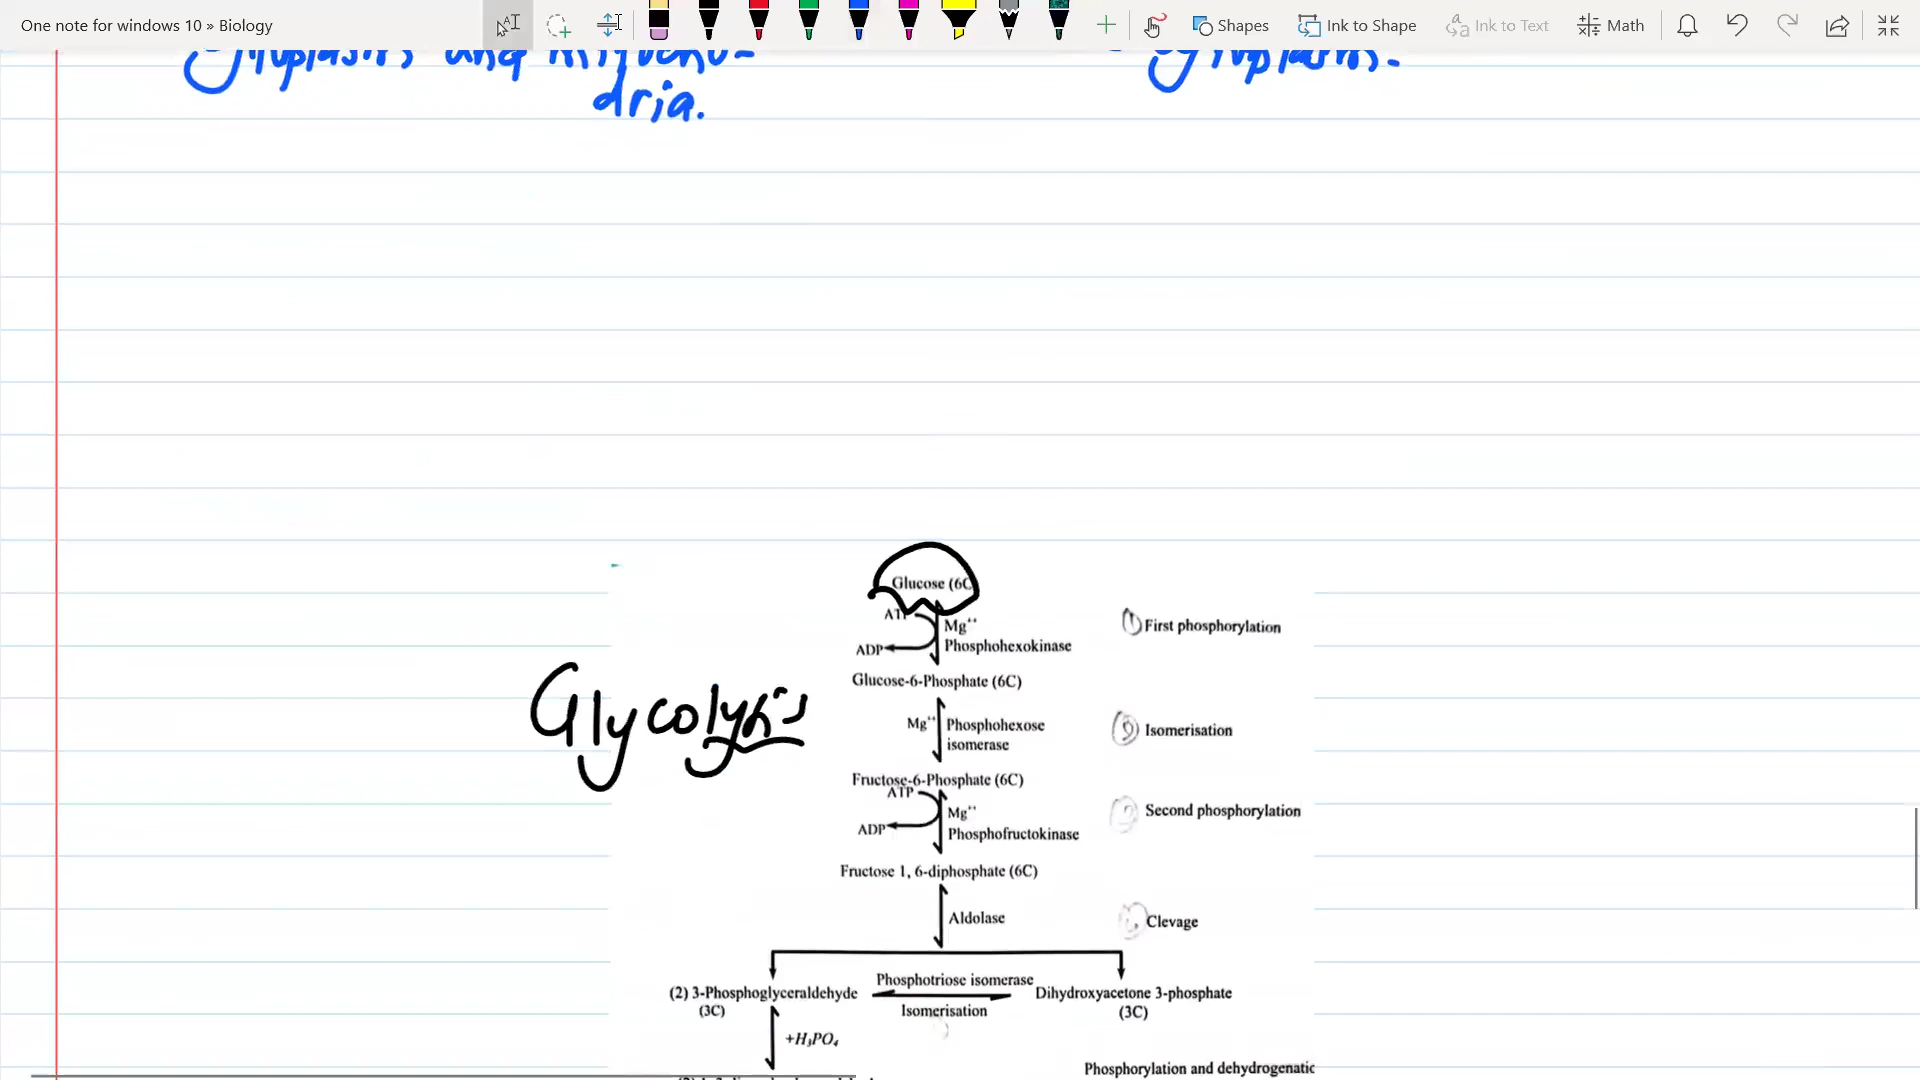 One note for windows 10 » Biology
Shapes
Ink to Shape
Ink to Text
Math
and
dria.
Glucose (6C
ATP
Mg⁺⁺
ADP
Phosphohexokinase
① First phosphorylation
Glucose-6-Phosphate (6C)
Glycolysis
Mg⁺⁺
Phosphohexose
isomerase
Isomerisation
Fructose-6-Phosphate (6C)
ATP
Mg⁺⁺
ADP
Phosphofructokinase
Second phosphorylation
Fructose 1, 6-diphosphate (6C)
Aldolase
Clevage
Phosphotriose isomerase
(2) 3-Phosphoglyceraldehyde
(3C)
Isomerisation
Dihydroxyacetone 3-phosphate
(3C)
+H₃PO₄
Phosphorylation and dehydrogenatic